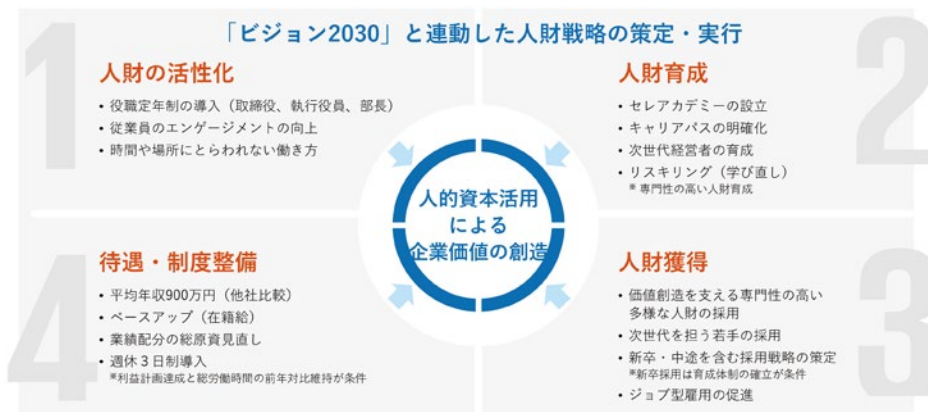 「ビジョン2030」と連動した人財戦略の策定・実行
1
人財の活性化
• 役職定年制の導入（取締役、執行役員、部長）
• 従業員のエンゲージメントの向上
• 時間や場所にとらわれない働き方
2
人財育成
• セレアカデミーの設立
• キャリアパスの明確化
• 次世代経営者の育成
• リスキリング（学び直し）
※ 専門性の高い人財育成
人的資本活用
による
企業価値の創造
4
待遇・制度整備
• 平均年収900万円（他社比較）
• ベースアップ（在籍給）
• 業績配分の総原資見直し
• 週休３日制導入
※利益計画達成と総労働時間の前年対比維持が条件
3
人財獲得
• 価値創造を支える専門性の高い
多様な人財の採用
• 次世代を担う若手の採用
• 新卒・中途を含む採用戦略の策定
※新卒採用は育成体制の確立が条件
• ジョブ型雇用の促進